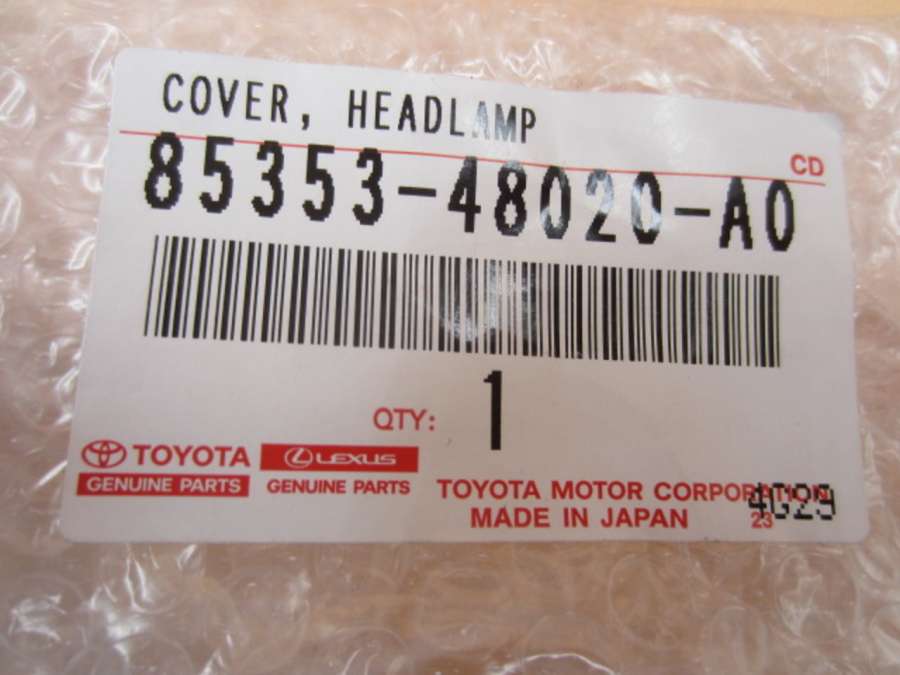 COVER, HEADLAMP
CD
85353-48020-A0
QTY: 1
TOYOTA LEXUS
GENUINE PARTS GENUINE PARTS
TOYOTA MOTOR CORPORATION
MADE IN JAPAN 23 4G29